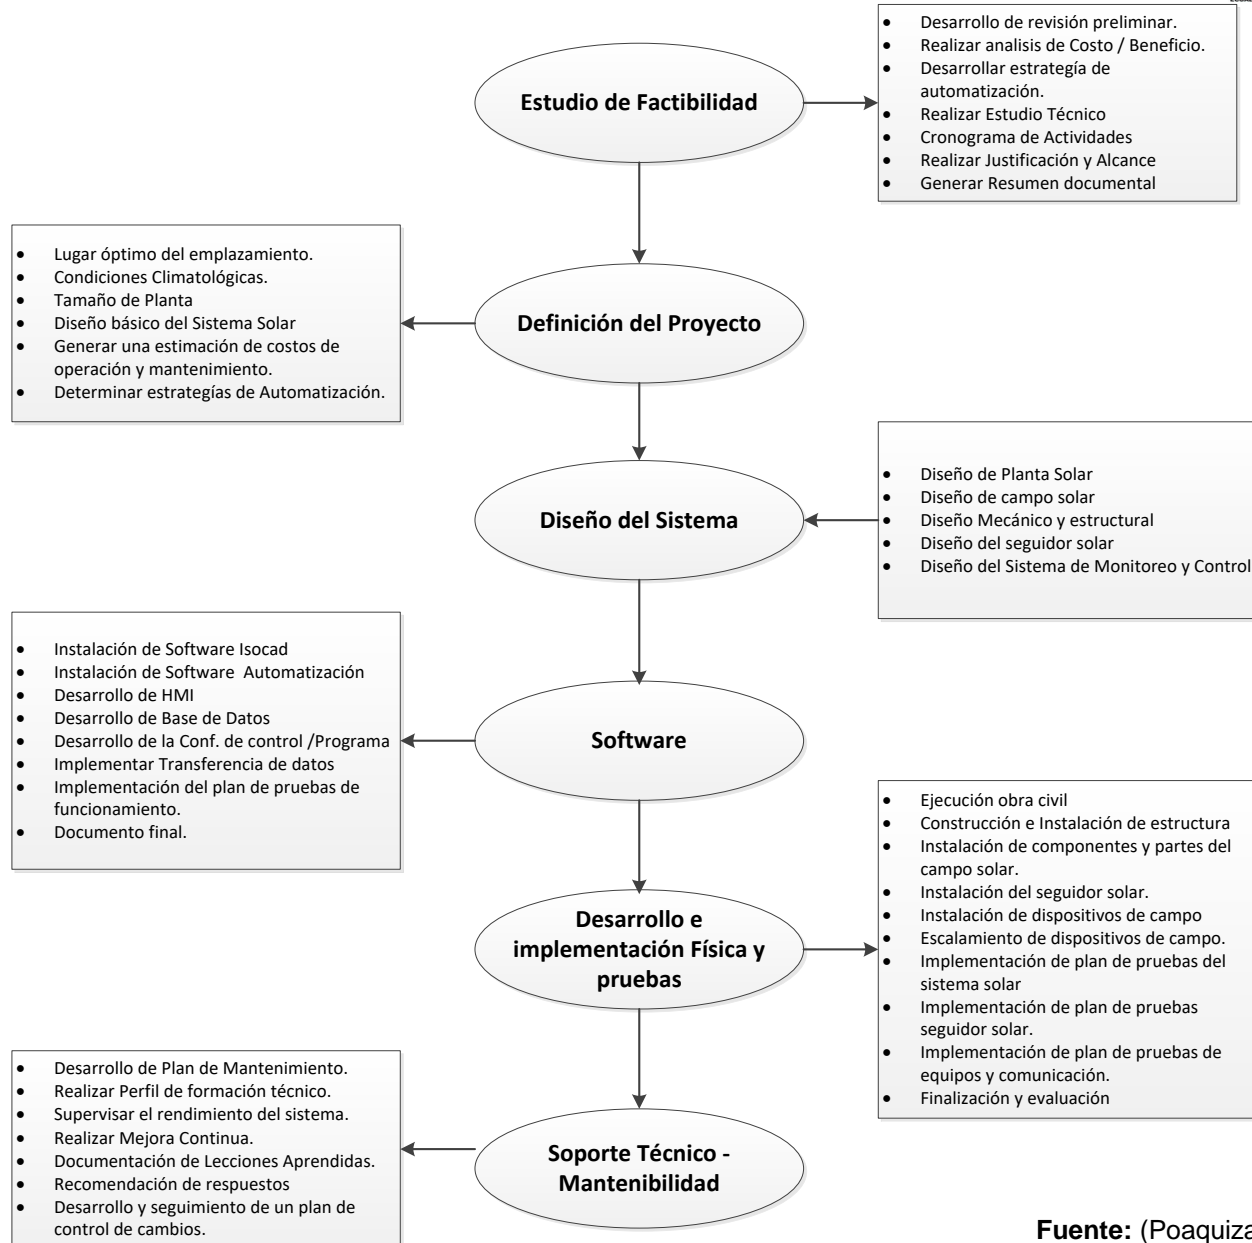 Estudio de Factibilidad
• Desarrollo de revisión preliminar.
• Realizar analisis de Costo / Beneficio.
• Desarrollar estrategía de
automatización.
• Realizar Estudio Técnico
• Cronograma de Actividades
• Realizar Justificación y Alcance
• Generar Resumen documental
• Lugar óptimo del emplazamiento.
• Condiciones Climatológicas.
• Tamaño de Planta
• Diseño básico del Sistema Solar
• Generar una estimación de costos de
operación y mantenimiento.
• Determinar estrategías de Automatización.
Definición del Proyecto
Diseño del Sistema
• Diseño de Planta Solar
• Diseño de campo solar
• Diseño Mecánico y estructural
• Diseño del seguidor solar
• Diseño del Sistema de Monitoreo y Control
• Instalación de Software Isocad
• Instalación de Software Automatización
• Desarrollo de HMI
• Desarrollo de Base de Datos
• Desarrollo de la Conf. de control /Programa
• Implementar Transferencia de datos
• Implementación del plan de pruebas de
funcionamiento.
• Documento final.
Software
Desarrollo e
implementación Física y
pruebas
• Ejecución obra civil
• Construcción e Instalación de estructura
• Instalación de componentes y partes del
campo solar.
• Instalación del seguidor solar.
• Instalación de dispositivos de campo
• Escalamiento de dispositivos de campo.
• Implementación de plan de pruebas del
sistema solar
• Implementación de plan de pruebas
seguidor solar.
• Implementación de plan de pruebas de
equipos y comunicación.
• Finalización y evaluación
• Desarrollo de Plan de Mantenimiento.
• Realizar Perfil de formación técnico.
• Supervisar el rendimiento del sistema.
• Realizar Mejora Continua.
• Documentación de Lecciones Aprendidas.
• Recomendación de respuestos
• Desarrollo y seguimiento de un plan de
control de cambios.
Soporte Técnico -
Mantenibilidad
Fuente: (Poaquiza